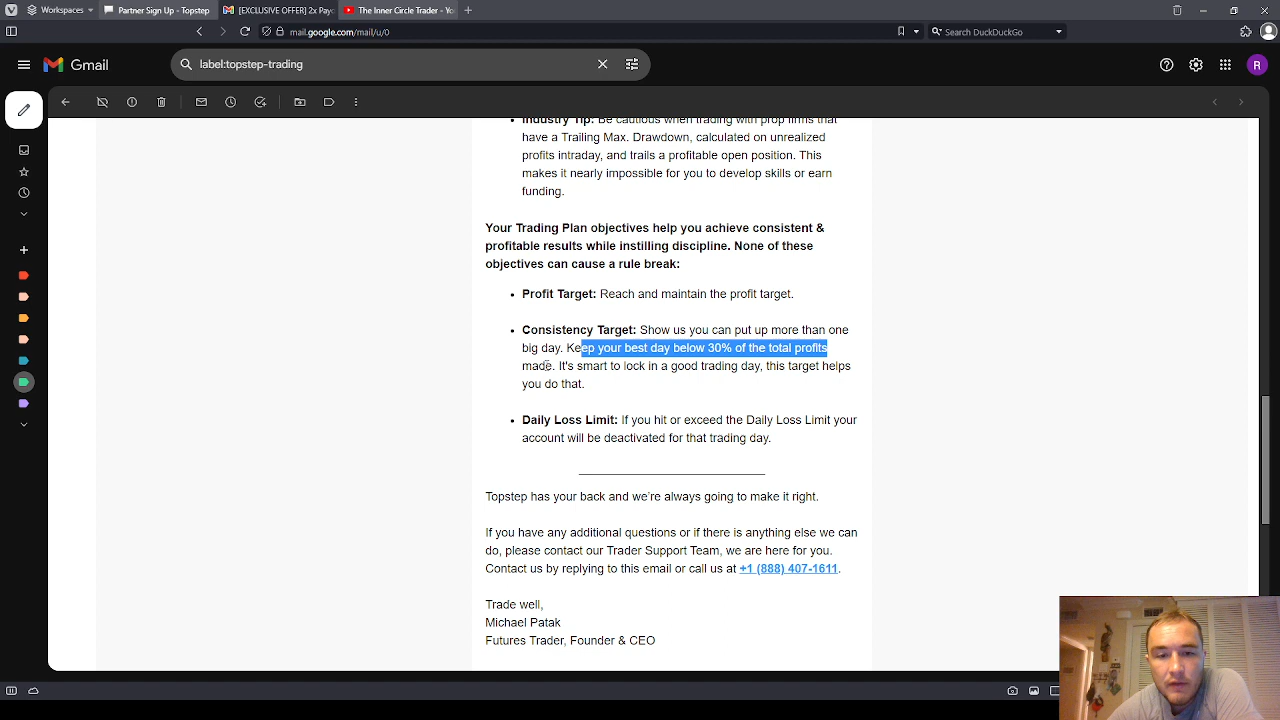 Workspaces
Partner Sign Up - Topstep
[EXCLUSIVE OFFER] 2x Payo
The Inner Circle Trader - Yo
mail.google.com/mail/u/0
Search DuckDuckGo
Gmail
label:topstep-trading
R
Industry Tip: Be cautious when trading with prop firms that
have a Trailing Max. Drawdown, calculated on unrealized
profits intraday, and trails a profitable open position. This
makes it nearly impossible for you to develop skills or earn
funding.
Your Trading Plan objectives help you achieve consistent &
profitable results while instilling discipline. None of these
objectives can cause a rule break:
• Profit Target: Reach and maintain the profit target.
• Consistency Target: Show us you can put up more than one
big day. Keep your best day below 30% of the total profits
made. It's smart to lock in a good trading day, this target helps
you do that.
• Daily Loss Limit: If you hit or exceed the Daily Loss Limit your
account will be deactivated for that trading day.
Topstep has your back and we're always going to make it right.
If you have any additional questions or if there is anything else we can
do, please contact our Trader Support Team, we are here for you.
Contact us by replying to this email or call us at +1 (888) 407-1611.
Trade well,
Michael Patak
Futures Trader, Founder & CEO